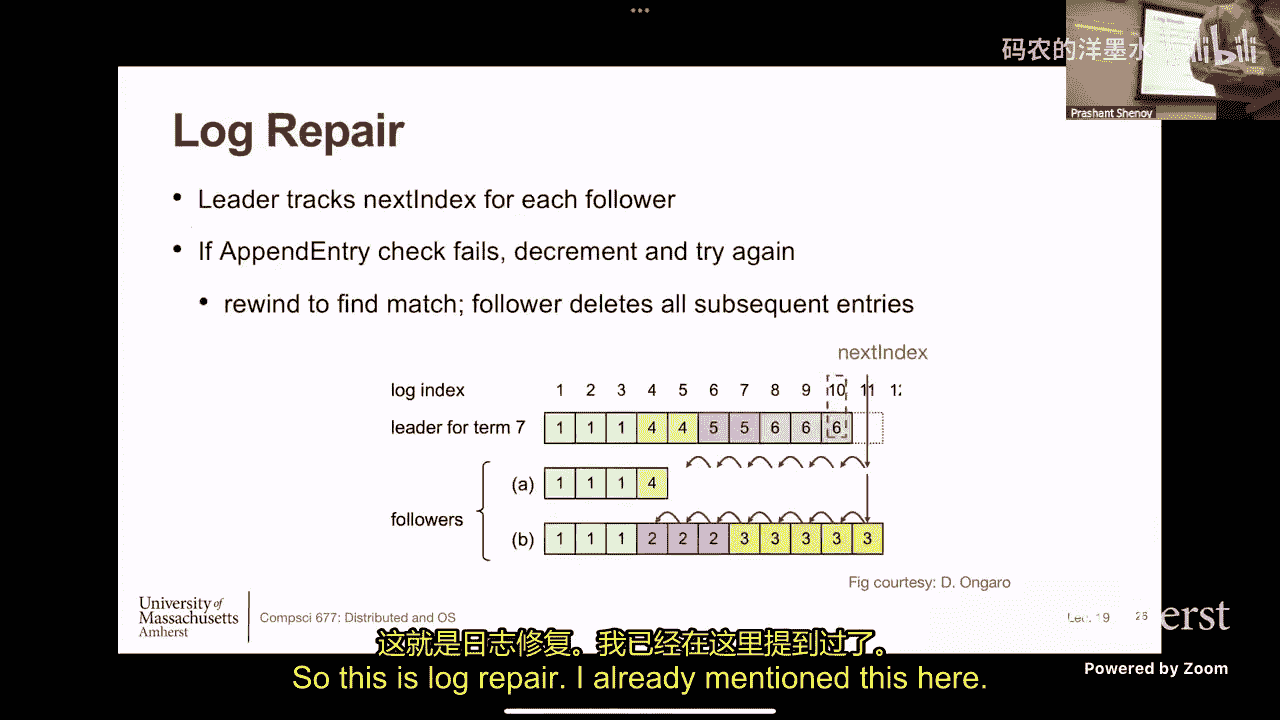 码农的洋墨水
bilibili
Prashant Shenoy
Log Repair
• Leader tracks nextIndex for each follower
• If AppendEntry check fails, decrement and try again
• rewind to find match; follower deletes all subsequent entries
nextIndex
log index 1 2 3 4 5 6 7 8 9 10 11 12
leader for term 7 1 1 1 4 4 5 5 6 6 6
(a) 1 1 1 4
followers
(b) 1 1 1 2 2 2 3 3 3 3 3
Fig courtesy: D. Ongaro
University of
Massachusetts
Amherst
Compsci 677: Distributed and OS
Lec. 19
erst
这就是日志修复。我已经在这里提到过了。
So this is log repair. I already mentioned this here.
Powered by Zoom